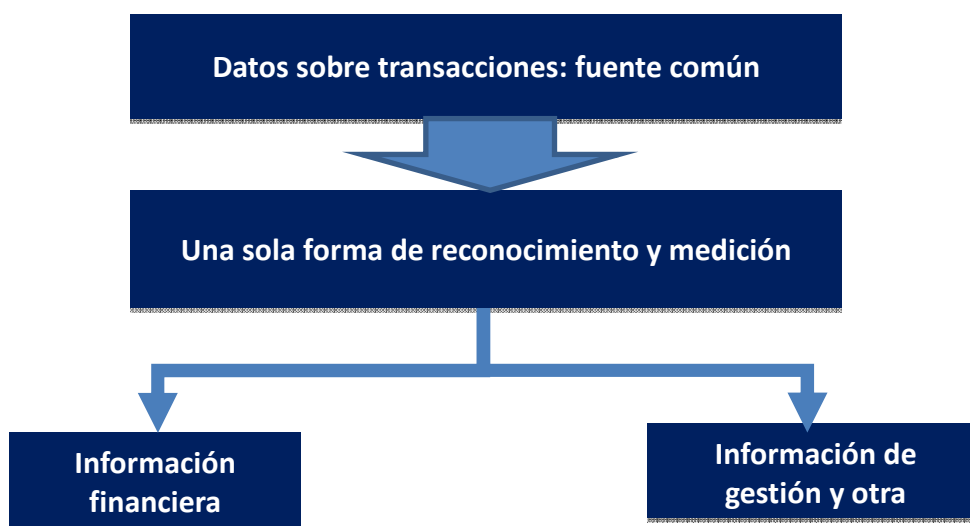 Datos sobre transacciones: fuente común
Una sola forma de reconocimiento y medición
Información
financiera
Información de
gestión y otra